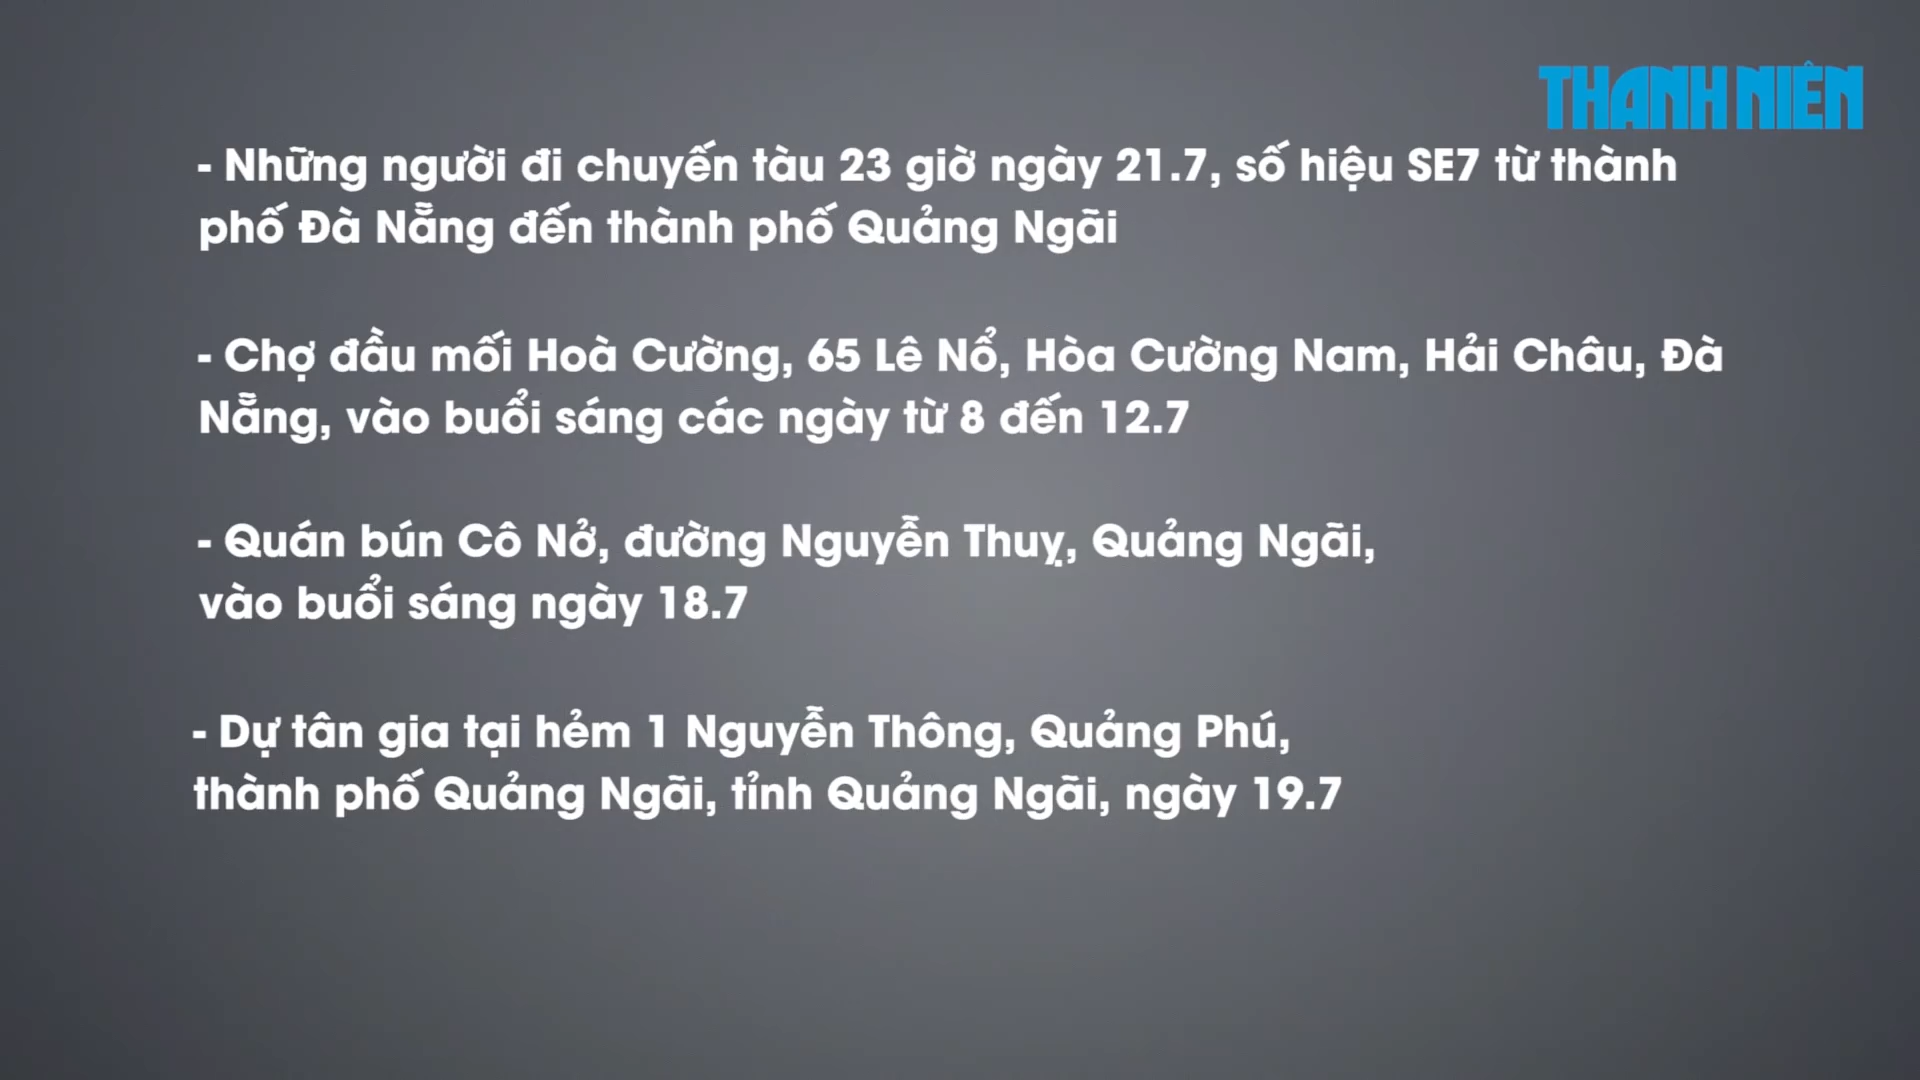 THANH NIÊN
- Những người đi chuyến tàu 23 giờ ngày 21.7, số hiệu SE7 từ thành
phố Đà Nẵng đến thành phố Quảng Ngãi
- Chợ đầu mối Hoà Cường, 65 Lê Nổ, Hòa Cường Nam, Hải Châu, Đà
Nẵng, vào buổi sáng các ngày từ 8 đến 12.7
- Quán bún Cô Nở, đường Nguyễn Thuỵ, Quảng Ngãi,
vào buổi sáng ngày 18.7
- Dự tân gia tại hẻm 1 Nguyễn Thông, Quảng Phú,
thành phố Quảng Ngãi, tỉnh Quảng Ngãi, ngày 19.7